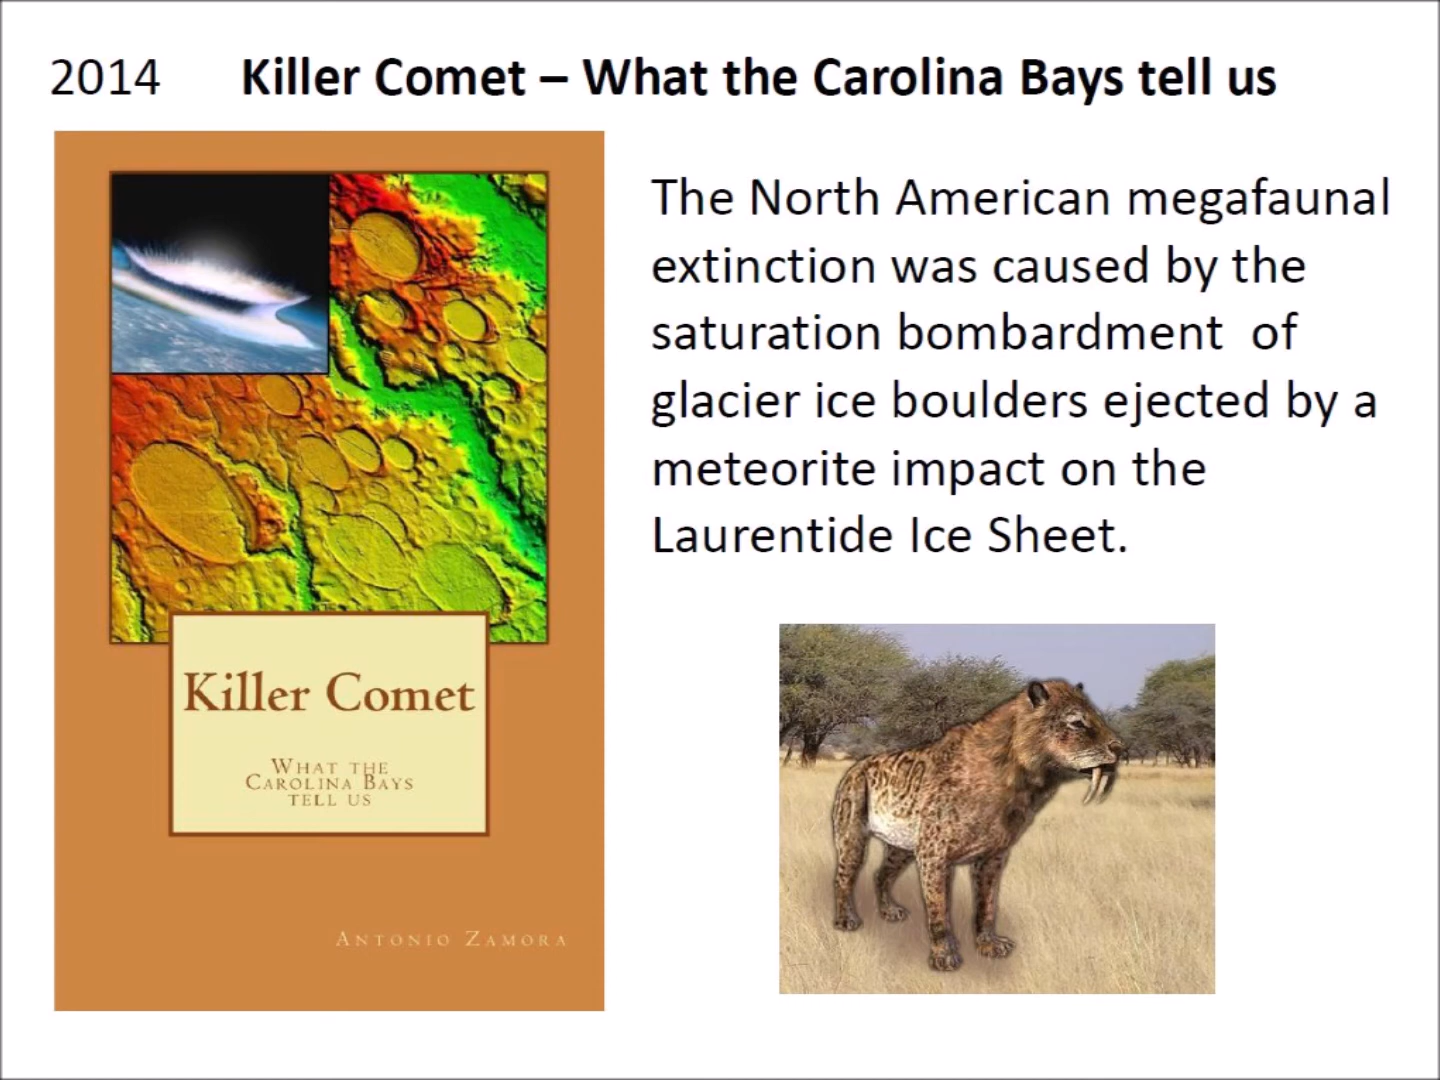 2014 Killer Comet – What the Carolina Bays tell us
The North American megafaunal
extinction was caused by the
saturation bombardment of
glacier ice boulders ejected by a
meteorite impact on the
Laurentide Ice Sheet.
Killer Comet
WHAT THE
CAROLINA BAYS
TELL US
ANTONIO ZAMORA